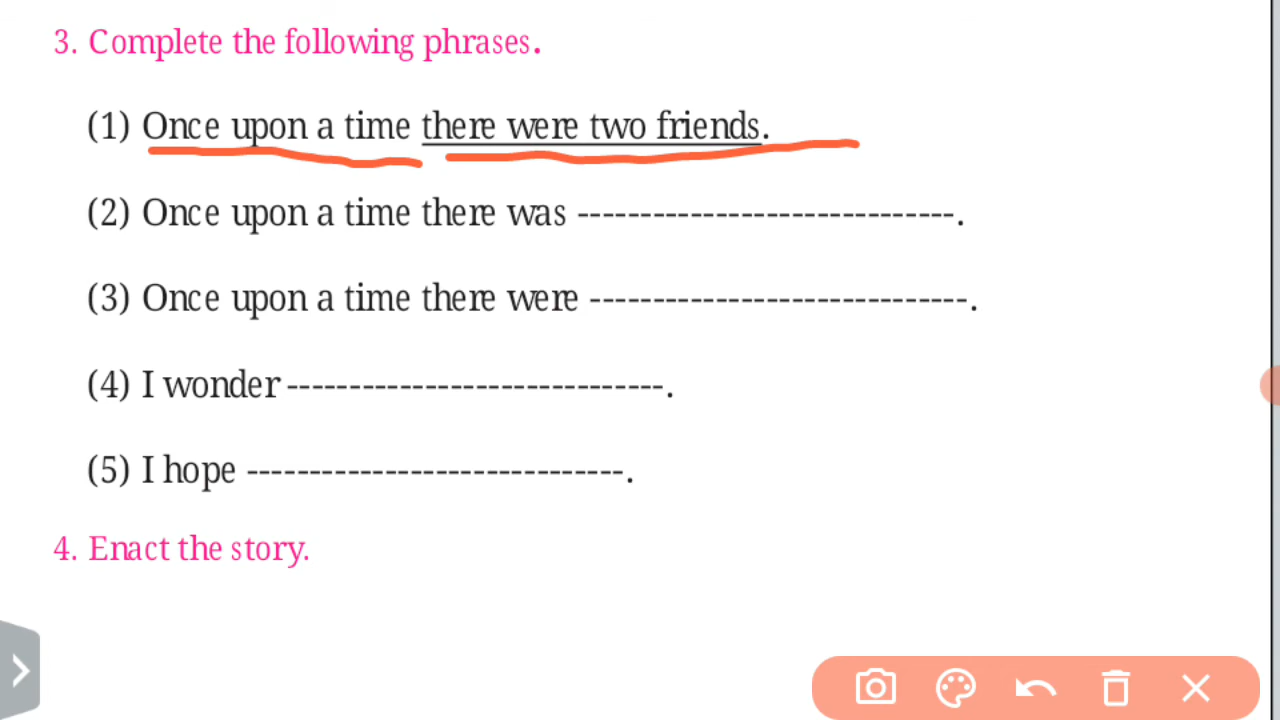 3. Complete the following phrases.
(1) Once upon a time there were two friends.
(2) Once upon a time there was ------------------------------.
(3) Once upon a time there were ------------------------------.
(4) I wonder ------------------------------.
(5) I hope ------------------------------.
4. Enact the story.